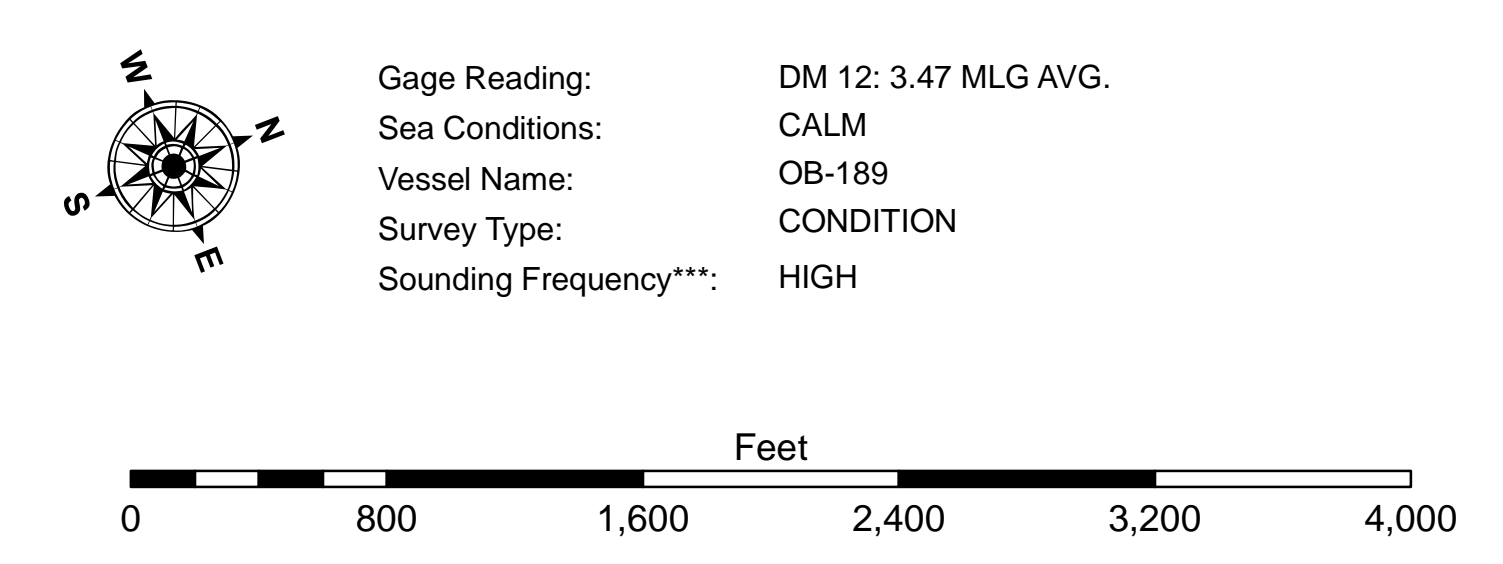 W
N
S
E
Gage Reading: DM 12: 3.47 MLG AVG.
Sea Conditions: CALM
Vessel Name: OB-189
Survey Type: CONDITION
Sounding Frequency***: HIGH
Feet
0 800 1,600 2,400 3,200 4,000